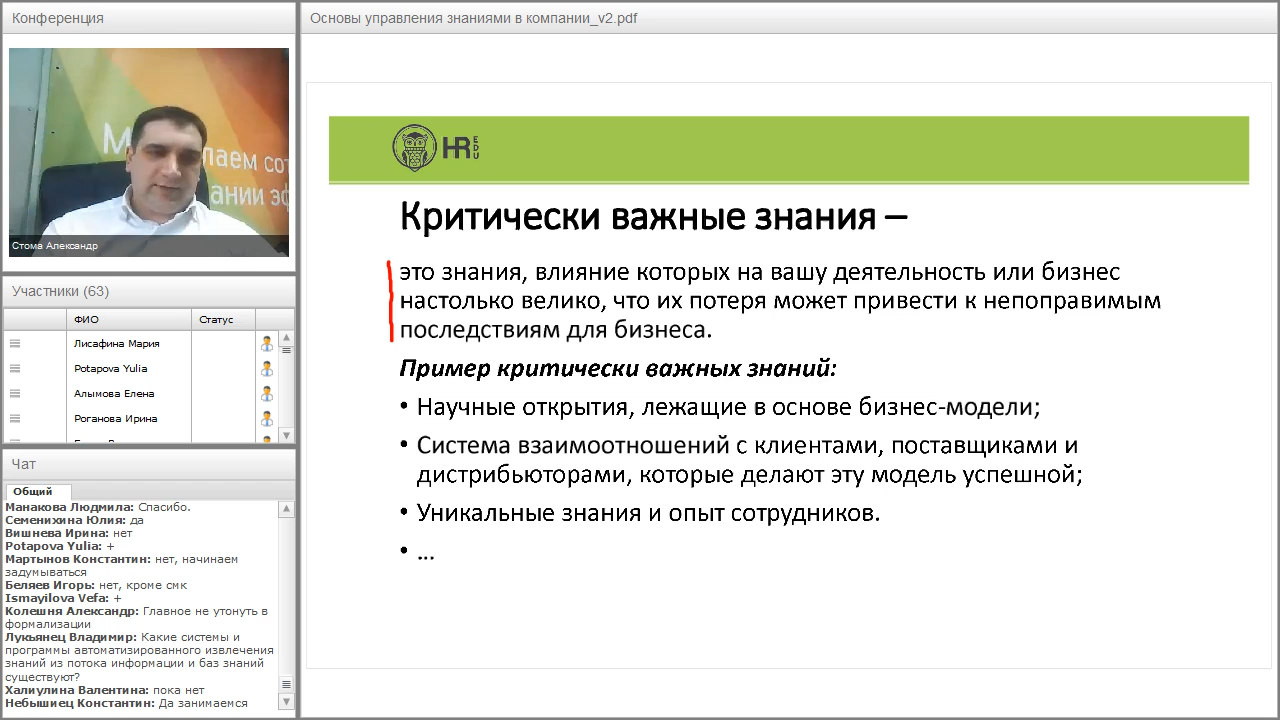 Конференция
Стома Александр
Участники (63)
ФИО
Статус
Лисафина Мария
Potapova Yulia
Алымова Елена
Роганова Ирина
Чат
Общий
Манакова Людмила: Спасибо.
Семенихина Юлия: да
Вишнева Ирина: нет
Potapova Yulia: +
Мартынов Константин: нет, начинаем
задумываться
Беляев Игорь: нет, кроме смк
Ismayilova Vefa: +
Колешня Александр: Главное не утонуть в
формализации
Лукьянец Владимир: Какие системы и
программы автоматизированного извлечения
знаний из потока информации и баз знаний
существуют?
Халиулина Валентина: пока нет
Небышиец Константин: Да занимаемся
Основы управления знаниями в компании_v2.pdf
HR EDU
Критически важные знания –
это знания, влияние которых на вашу деятельность или бизнес
настолько велико, что их потеря может привести к непоправимым
последствиям для бизнеса.
Пример критически важных знаний:
• Научные открытия, лежащие в основе бизнес-модели;
• Система взаимоотношений с клиентами, поставщиками и
дистрибьюторами, которые делают эту модель успешной;
• Уникальные знания и опыт сотрудников.
• ...